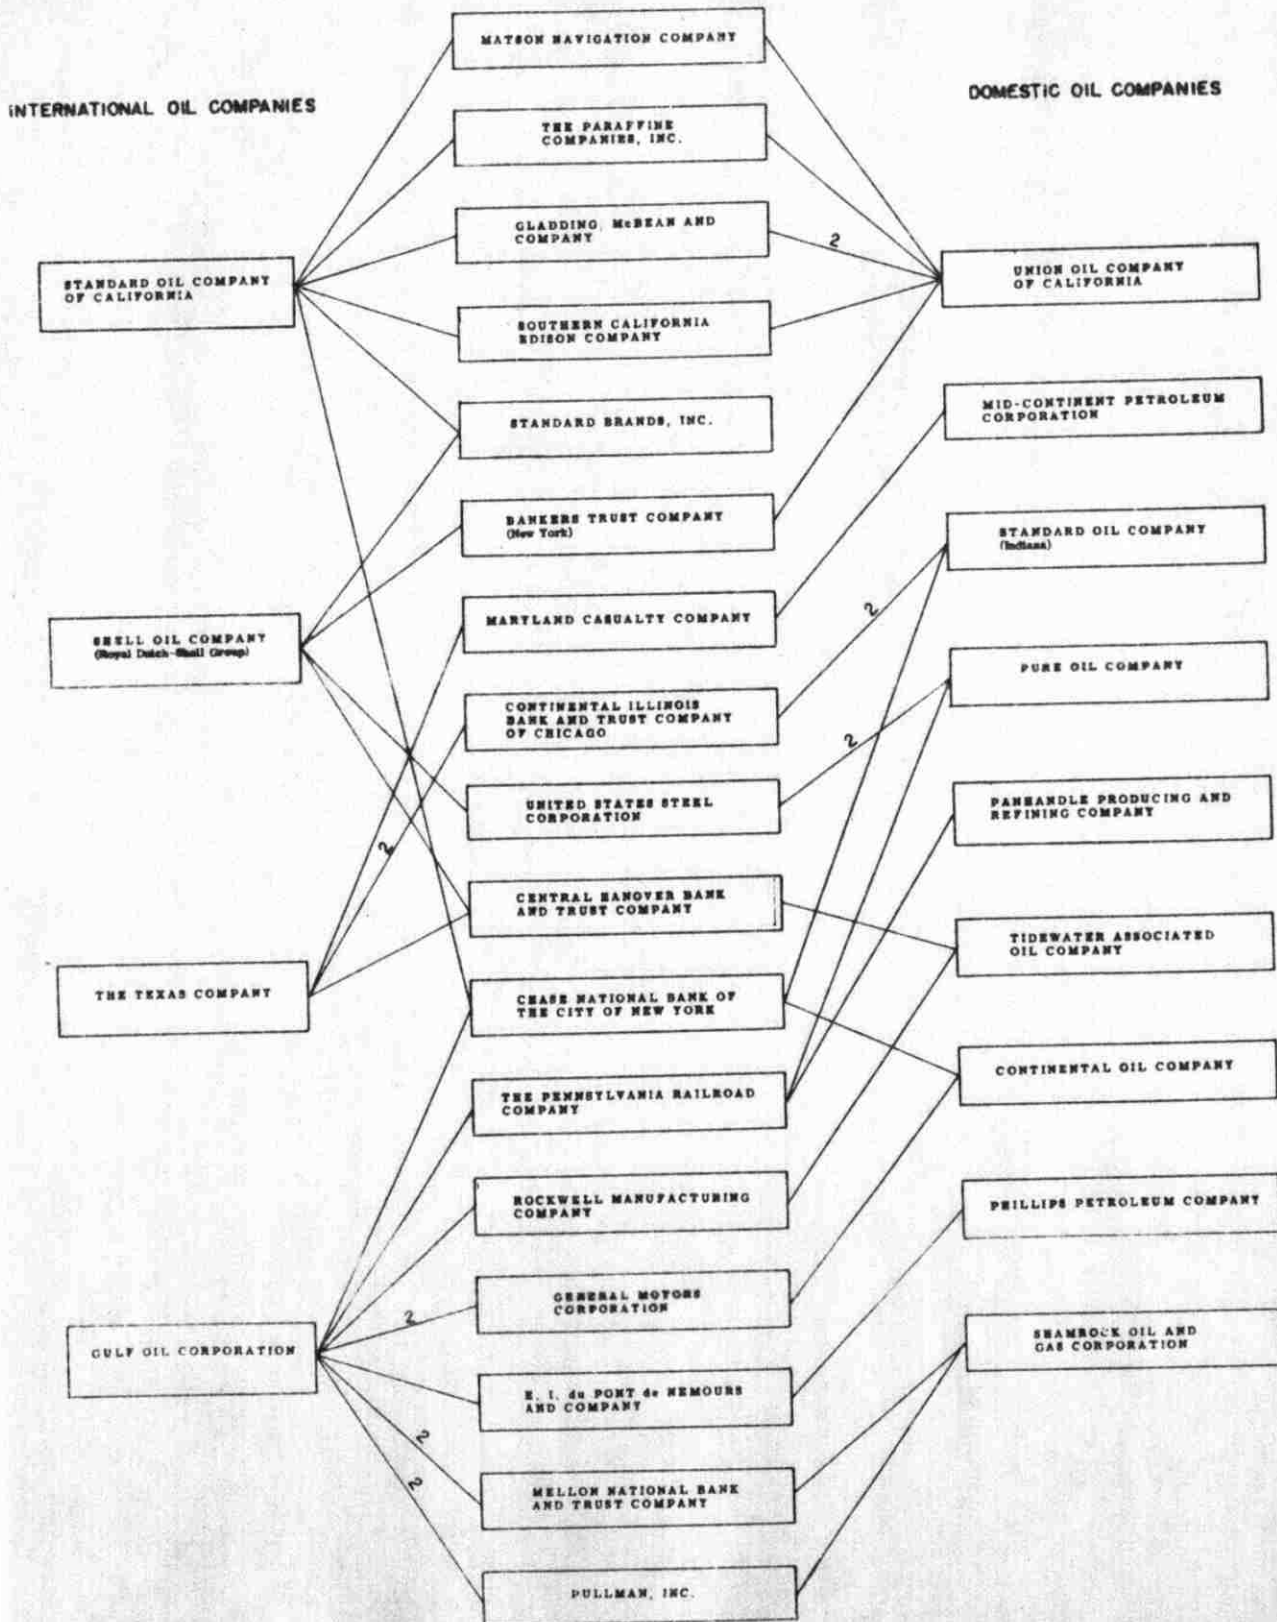 INTERNATIONAL OIL COMPANIES
STANDARD OIL COMPANY
OF CALIFORNIA
SHELL OIL COMPANY
(Royal Dutch-Shell Group)
THE TEXAS COMPANY
GULF OIL CORPORATION
MATSON NAVIGATION COMPANY
THE PARAFFINE
COMPANIES, INC.
GLADDING, McBEAN AND
COMPANY
SOUTHERN CALIFORNIA
EDISON COMPANY
STANDARD BRANDS, INC.
BANKERS TRUST COMPANY
(New York)
MARYLAND CASUALTY COMPANY
CONTINENTAL ILLINOIS
BANK AND TRUST COMPANY
OF CHICAGO
UNITED STATES STEEL
CORPORATION
CENTRAL HANOVER BANK
AND TRUST COMPANY
CHASE NATIONAL BANK OF
THE CITY OF NEW YORK
THE PENNSYLVANIA RAILROAD
COMPANY
ROCKWELL MANUFACTURING
COMPANY
GENERAL MOTORS
CORPORATION
E. I. du PONT de NEMOURS
AND COMPANY
MELLON NATIONAL BANK
AND TRUST COMPANY
PULLMAN, INC.
2
2
2
2
2
2
2
DOMESTIC OIL COMPANIES
UNION OIL COMPANY
OF CALIFORNIA
MID-CONTINENT PETROLEUM
CORPORATION
STANDARD OIL COMPANY
(Indiana)
PURE OIL COMPANY
PANHANDLE PRODUCING AND
REFINING COMPANY
TIDEWATER ASSOCIATED
OIL COMPANY
CONTINENTAL OIL COMPANY
PHILLIPS PETROLEUM COMPANY
SHAMROCK OIL AND
GAS CORPORATION